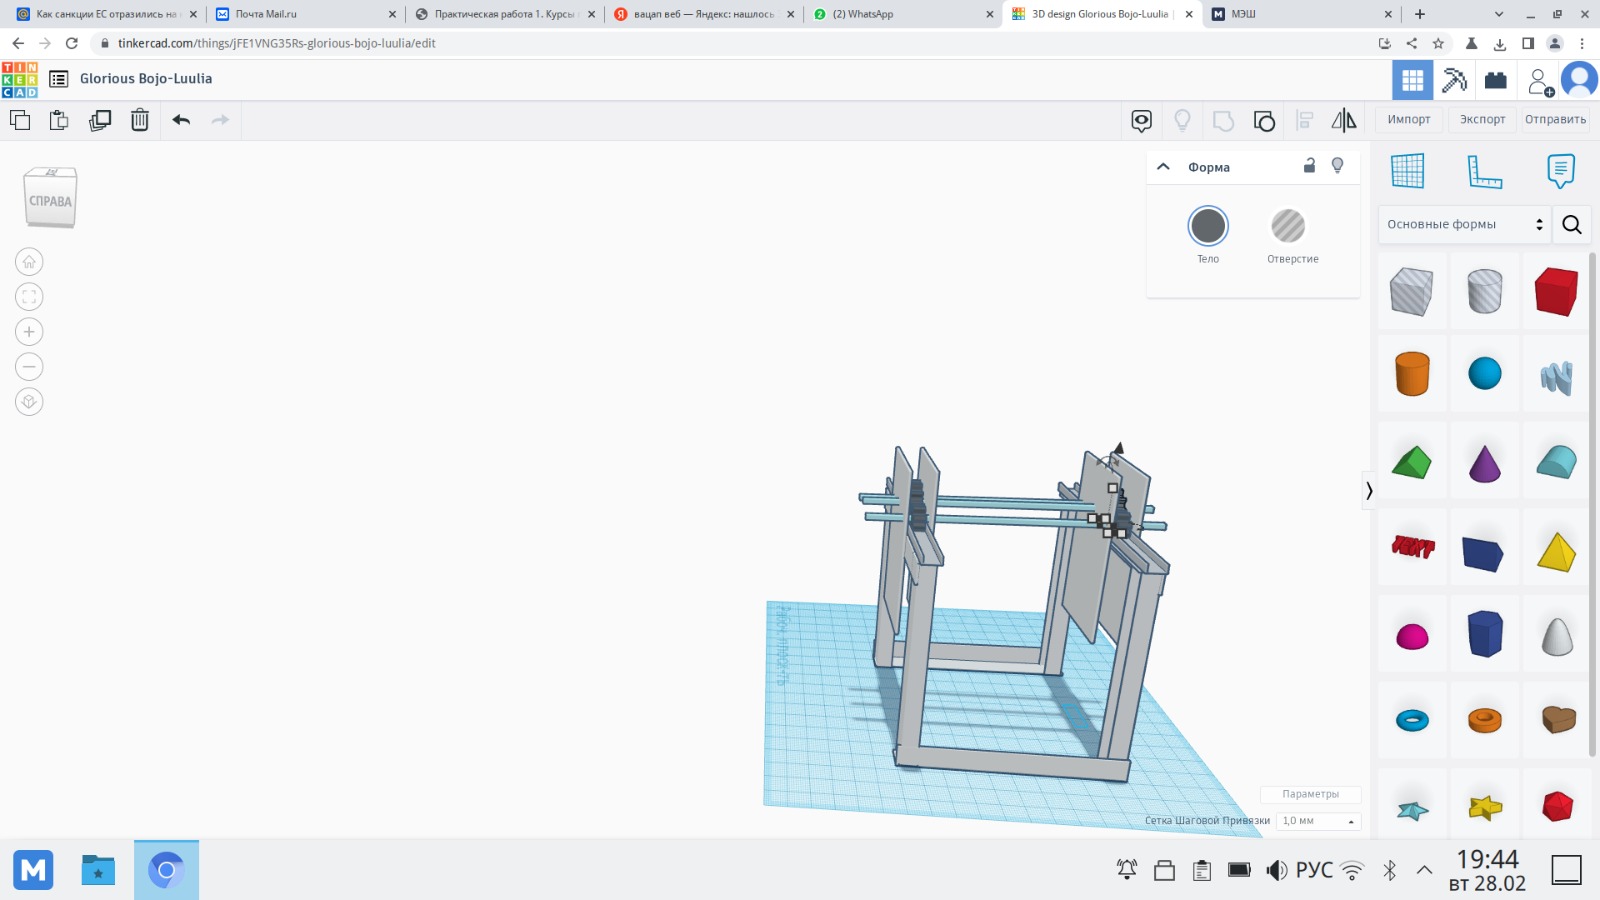 Как санкции ЕС отразились на
Почта Mail.ru
Практическая работа 1. Курсы
вацап веб — Яндекс: нашлось
(2) WhatsApp
3D design Glorious Bojo-Luulia
МЭШ
tinkercad.com/things/jFE1VNG35Rs-glorious-bojo-luulia/edit
TIN
KER
CAD
Glorious Bojo-Luulia
Импорт
Экспорт
Отправить
СПРАВА
Форма
Тело
Отверстие
Основные формы
Параметры
Сетка Шаговой Привязки
1,0 мм
РУС
19:44
вт 28.02